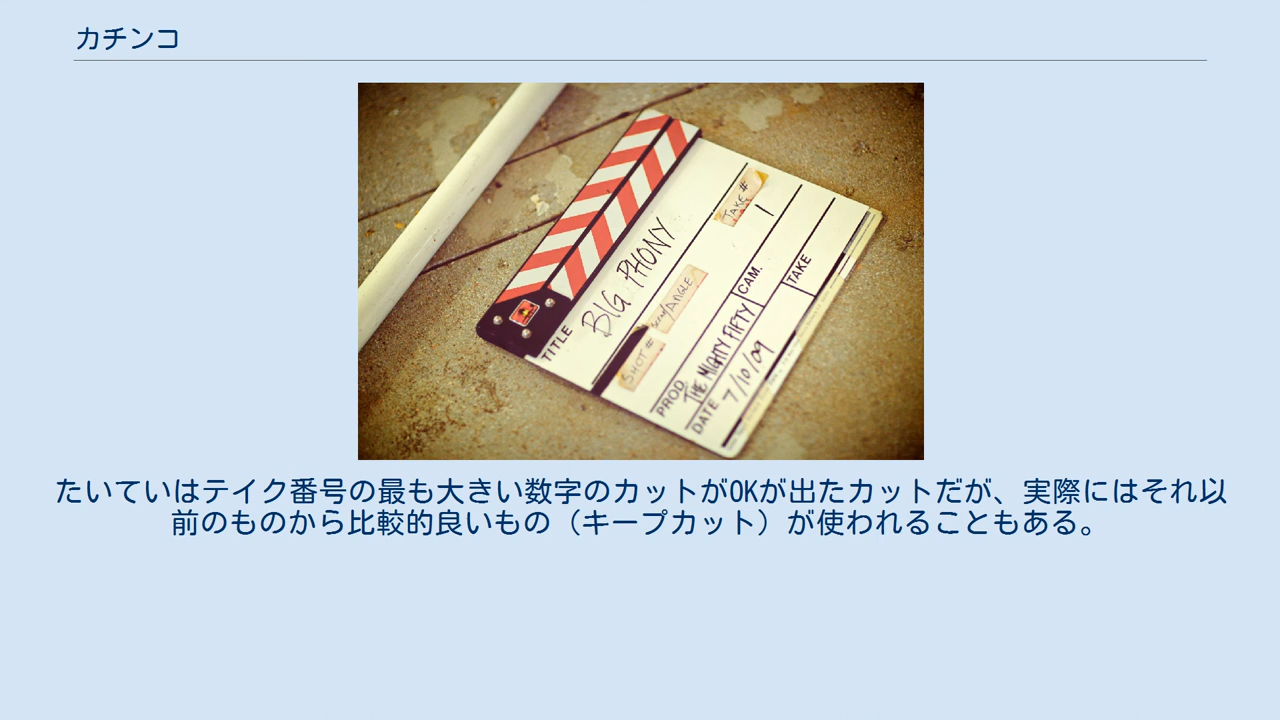 カチンコ
TITLE
BIG PHONY
TAKE #
1
SHOT #
/ANGLE
PROD.
THE MIGHTY FIFTY
CAM.
DATE
7/10/09
TAKE
たいていはテイク番号の最も大きい数字のカットがOKが出たカットだが、実際にはそれ以
前のものから比較的良いもの（キープカット）が使われることもある。